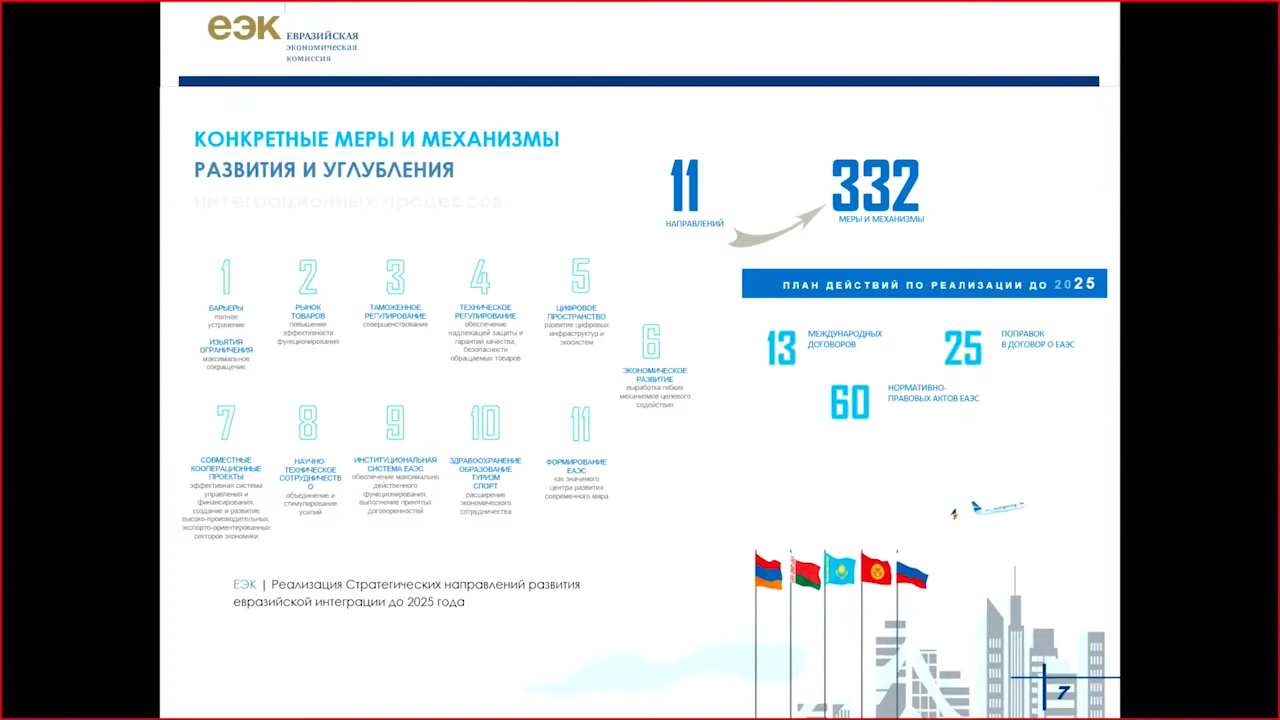 еэк
ЕВРАЗИЙСКАЯ
экономическая
комиссия
КОНКРЕТНЫЕ МЕРЫ И МЕХАНИЗМЫ
РАЗВИТИЯ И УГЛУБЛЕНИЯ
интеграционных процессов
11
НАПРАВЛЕНИЙ
332
МЕРЫ И МЕХАНИЗМЫ
ПЛАН ДЕЙСТВИЙ ПО РЕАЛИЗАЦИИ ДО 2025
13
МЕЖДУНАРОДНЫХ
ДОГОВОРОВ
25
ПОПРАВОК
В ДОГОВОР О ЕАЭС
60
НОРМАТИВНО-
ПРАВОВЫХ АКТОВ ЕАЭС
1
БАРЬЕРЫ
полное
устранение
ИЗЪЯТИЯ
ОГРАНИЧЕНИЯ
максимальное
сокращение
2
РЫНОК
ТОВАРОВ
повышение
эффективности
функционирования
3
ТАМОЖЕННОЕ
РЕГУЛИРОВАНИЕ
совершенствование
4
ТЕХНИЧЕСКОЕ
РЕГУЛИРОВАНИЕ
обеспечение
надлежащей защиты и
гарантий качества,
безопасности
обращаемых товаров
5
ЦИФРОВОЕ
ПРОСТРАНСТВО
развитие цифровых
инфраструктур и
экосистем
6
ЭКОНОМИЧЕСКОЕ
РАЗВИТИЕ
выработка гибких
механизмов целевого
содействия
7
СОВМЕСТНЫЕ
КООПЕРАЦИОННЫЕ
ПРОЕКТЫ
эффективная система
управления и
финансирования,
создание и развитие
высоко-производительных,
экспорто-ориентированных
секторов экономики
8
НАУЧНО-
ТЕХНИЧЕСКОЕ
СОТРУДНИЧЕСТВ
О
объединение и
стимулирование
усилий
9
ИНСТИТУЦИОНАЛЬНАЯ
СИСТЕМА ЕАЭС
обеспечение максимально
действенного
функционирования,
выполнение принятых
договоренностей
10
ЗДРАВООХРАНЕНИЕ
ОБРАЗОВАНИЕ
ТУРИЗМ
СПОРТ
расширение
экономического
сотрудничества
11
ФОРМИРОВАНИЕ
ЕАЭС
как значимого
центра развития
современного мира
ЕЭК | Реализация Стратегических направлений развития
евразийской интеграции до 2025 года
7